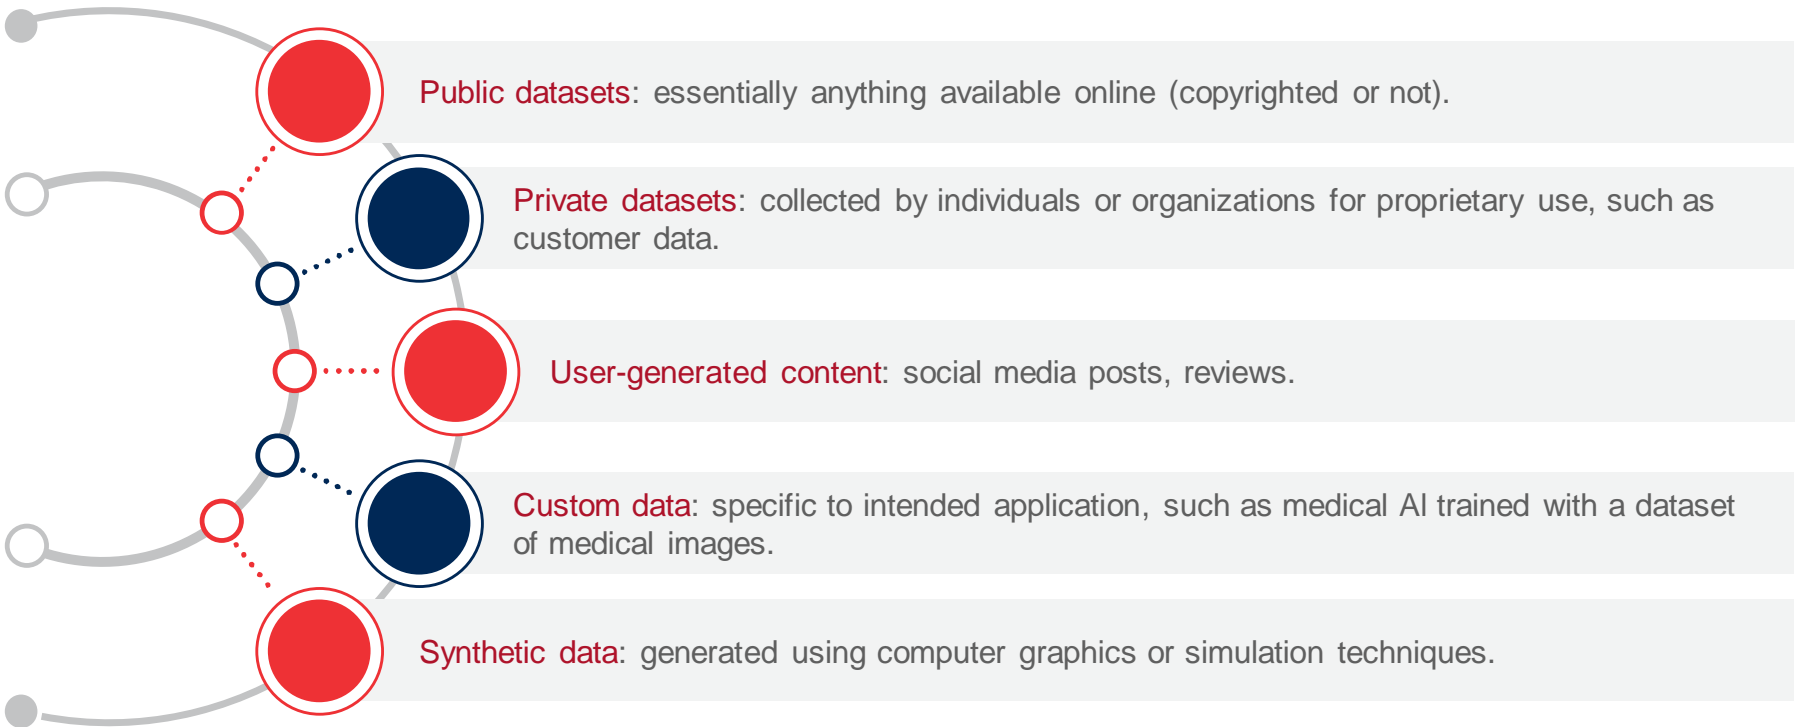 Public datasets: essentially anything available online (copyrighted or not).
Private datasets: collected by individuals or organizations for proprietary use, such as
customer data.
User-generated content: social media posts, reviews.
Custom data: specific to intended application, such as medical AI trained with a dataset
of medical images.
Synthetic data: generated using computer graphics or simulation techniques.